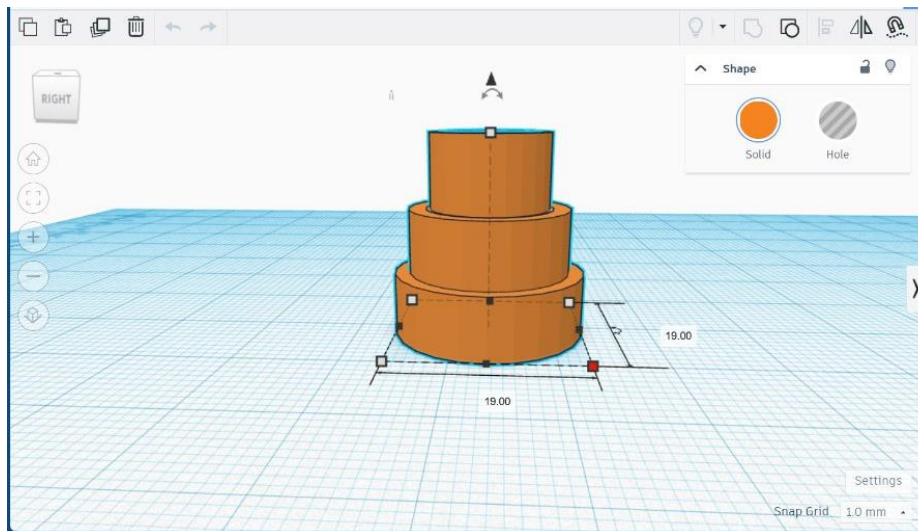 RIGHT
Shape
Solid
Hole
19.00
19.00
Settings
Snap Grid 1.0 mm